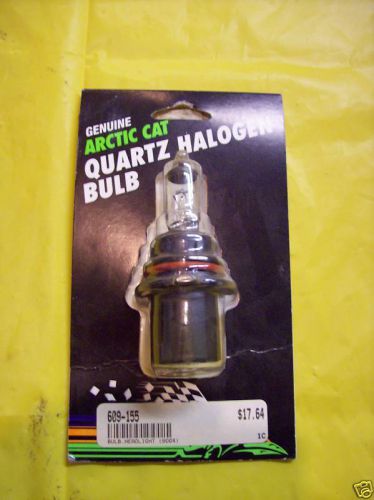 GENUINE
ARCTIC CAT
QUARTZ HALOGEN
BULB
609-155 $17.64
BULB,HEADLIGHT (9004) 1C